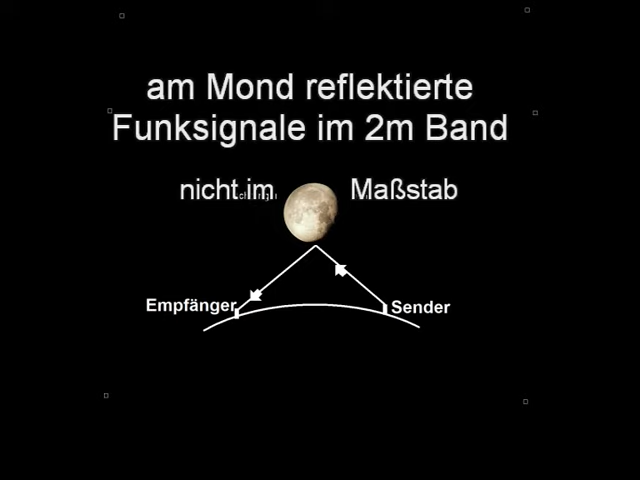 am Mond reflektierte
Funksignale im 2m Band
nicht im Maßstab
Empfänger Sender